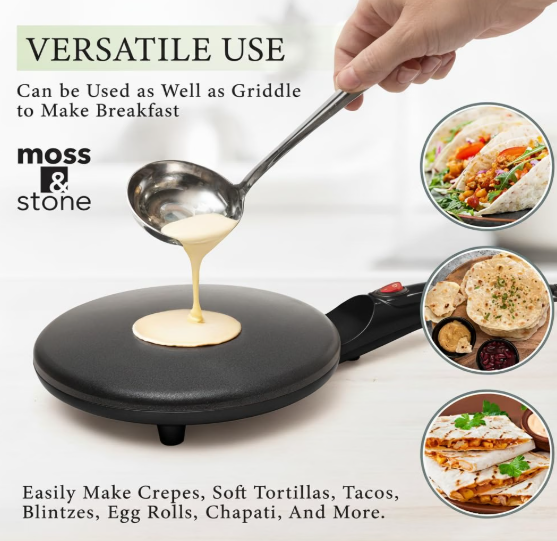 VERSATILE USE
Can be Used as Well as Griddle
to Make Breakfast
moss
&
stone
Easily Make Crepes, Soft Tortillas, Tacos,
Blintzes, Egg Rolls, Chapati, And More.